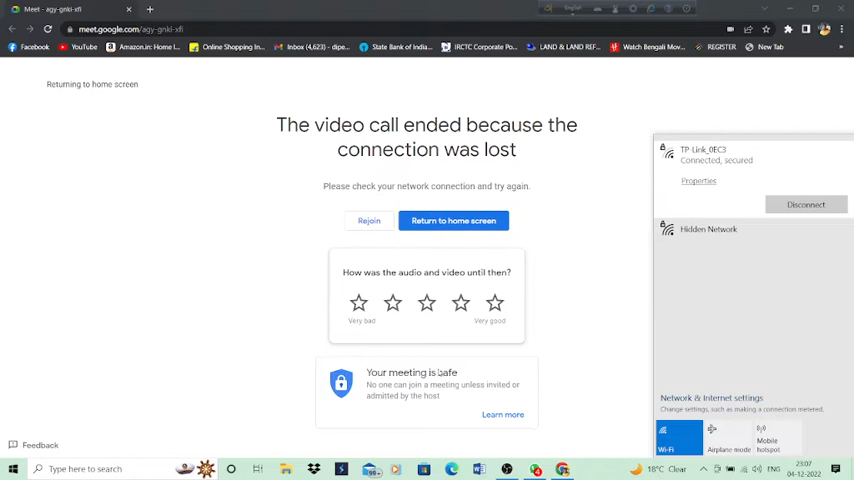 Meet - agy-gnki-xfi
English
meet.google.com/agy-gnki-xfi
Facebook
YouTube
Amazon.in: Home I...
Online Shopping In...
Inbox (4,623) - dipe...
State Bank of India...
IRCTC Corporate Po...
LAND & LAND REF...
Watch Bengali Mov...
REGISTER
New Tab
Returning to home screen
The video call ended because the
connection was lost
Please check your network connection and try again.
Rejoin
Return to home screen
How was the audio and video until then?
Very bad
Very good
Your meeting is safe
No one can join a meeting unless invited or
admitted by the host
Learn more
Feedback
TP-Link_0EC3
Connected, secured
Properties
Disconnect
Hidden Network
Network & Internet settings
Change settings, such as making a connection metered.
Wi-Fi
Airplane mode
Mobile
hotspot
Type here to search
99+
4
18°C Clear
ENG
23:07
04-12-2022